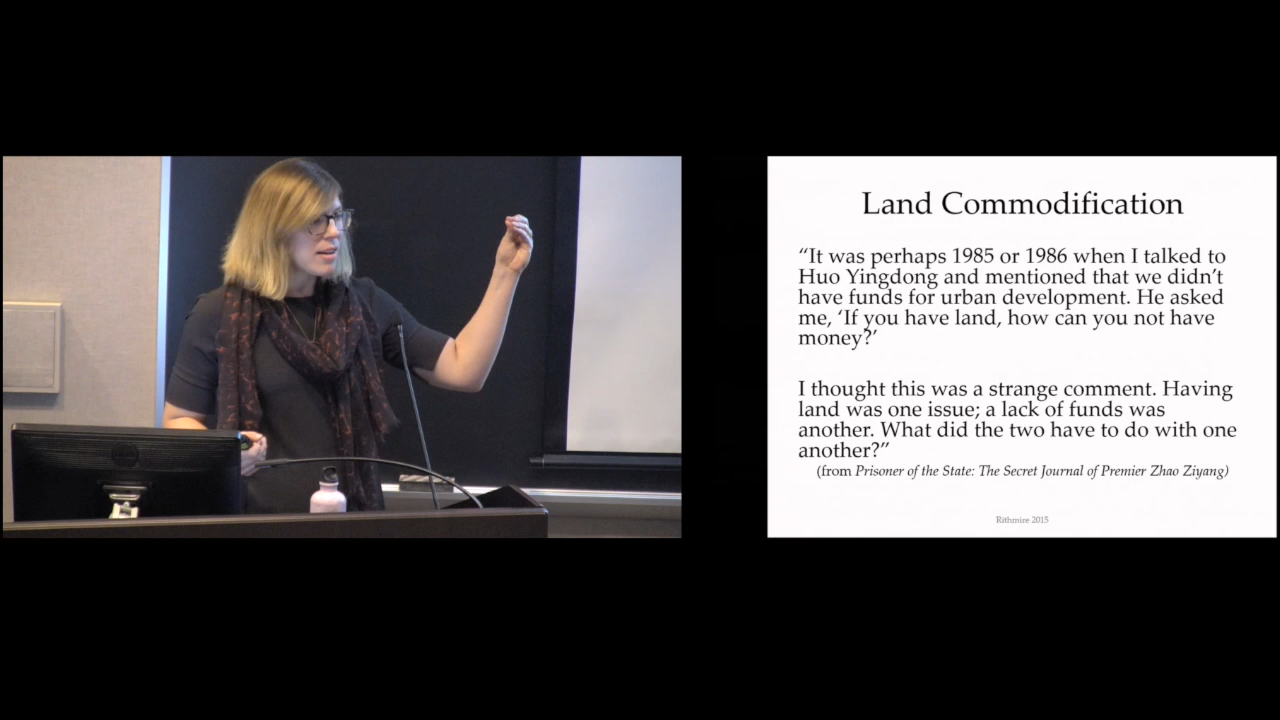 Land Commodification
“It was perhaps 1985 or 1986 when I talked to
Huo Yingdong and mentioned that we didn’t
have funds for urban development. He asked
me, ‘If you have land, how can you not have
money?’
I thought this was a strange comment. Having
land was one issue; a lack of funds was
another. What did the two have to do with one
another?”
(from Prisoner of the State: The Secret Journal of Premier Zhao Ziyang)
Rithmire 2015